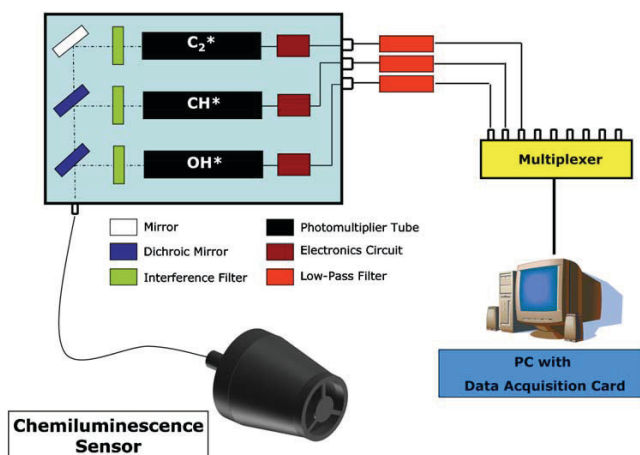 C₂*
CH*
OH*
Multiplexer
Mirror
Dichroic Mirror
Interference Filter
Photomultiplier Tube
Electronics Circuit
Low-Pass Filter
PC with
Data Acquisition Card
Chemiluminescence
Sensor